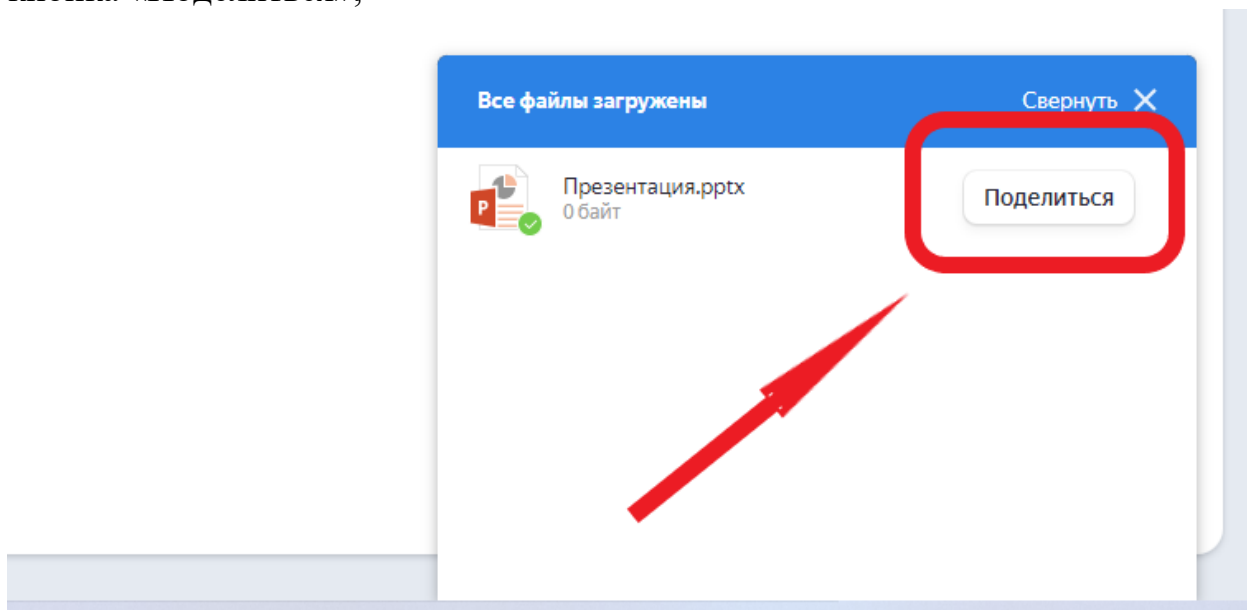 Все файлы загружены
Свернуть
Презентация.pptx
0 байт
Поделиться
P